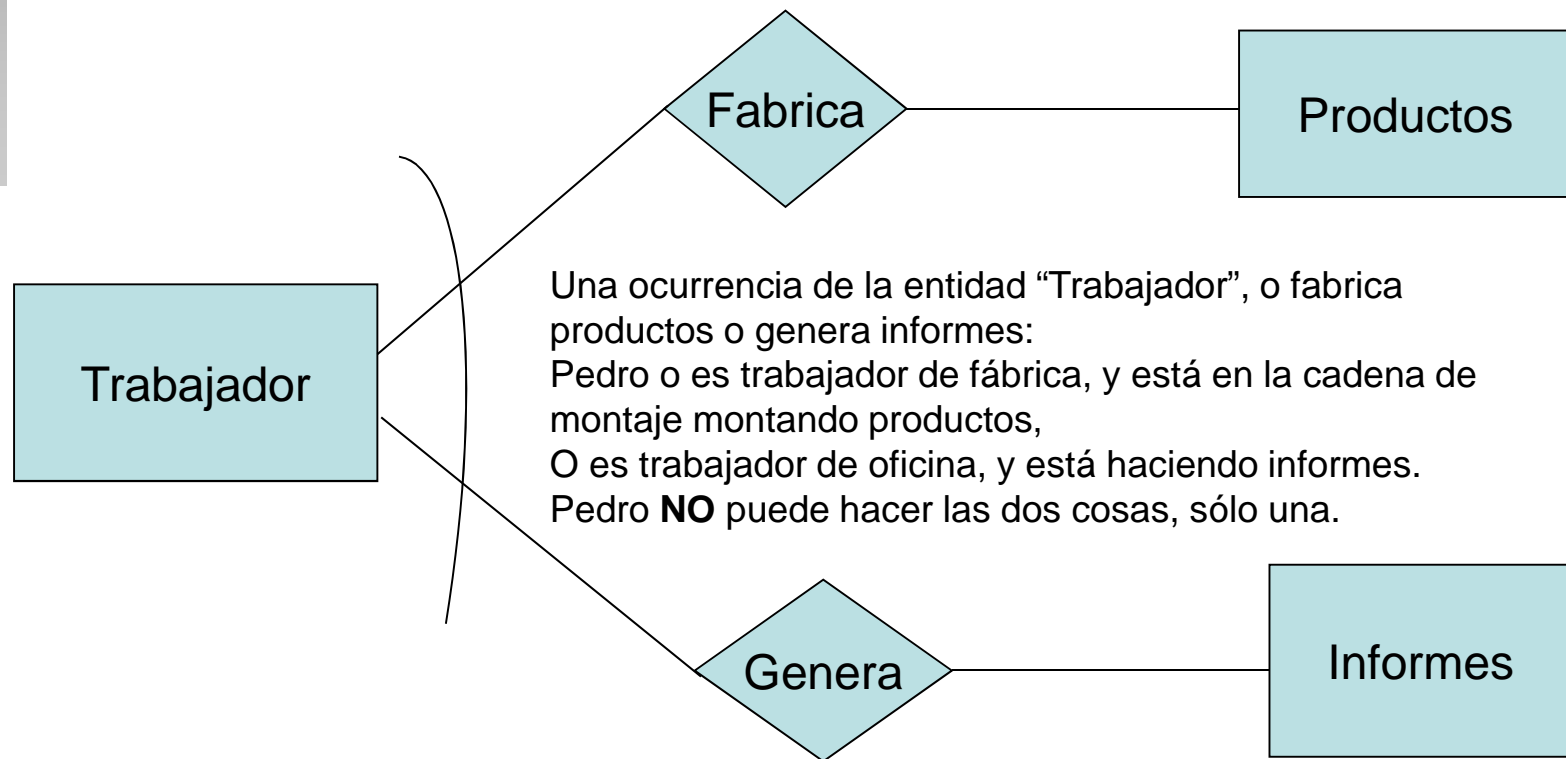 Fabrica
Productos
Trabajador
Una ocurrencia de la entidad “Trabajador”, o fabrica
productos o genera informes:
Pedro o es trabajador de fábrica, y está en la cadena de
montaje montando productos,
O es trabajador de oficina, y está haciendo informes.
Pedro NO puede hacer las dos cosas, sólo una.
Genera
Informes